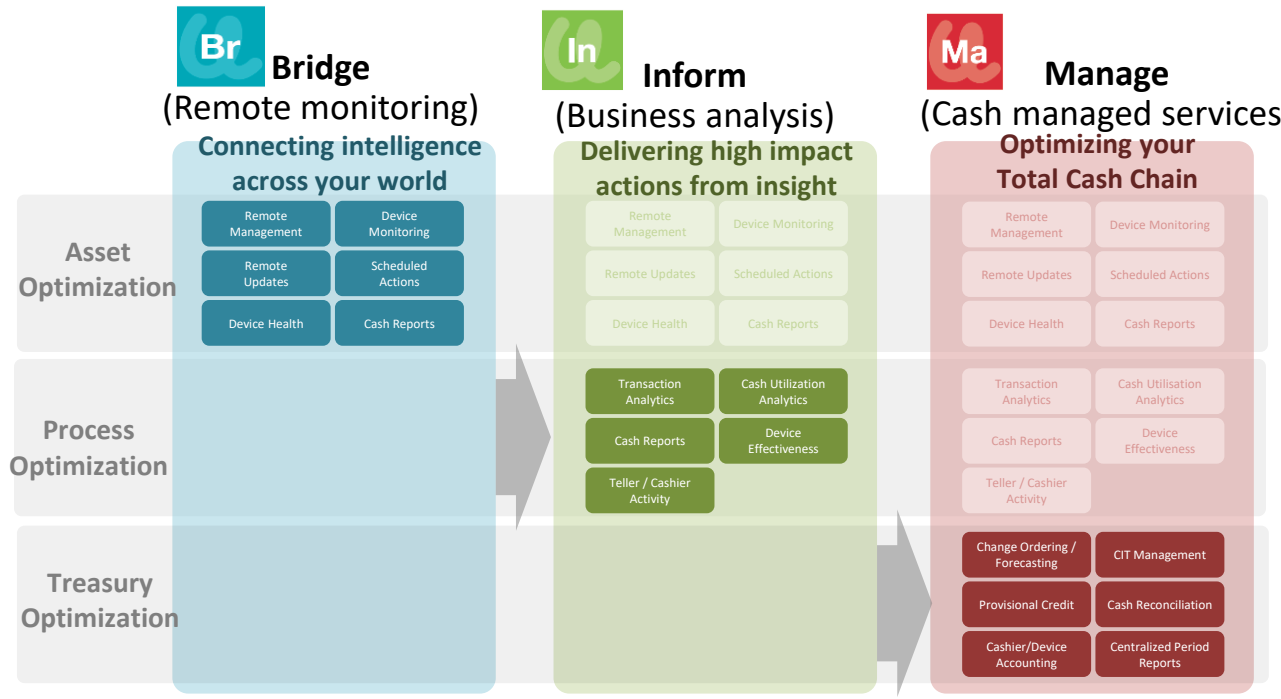 Br
Bridge
(Remote monitoring)
In
Inform
(Business analysis)
Ma
Manage
(Cash managed services
Connecting intelligence
across your world
Delivering high impact
actions from insight
Optimizing your
Total Cash Chain
Asset
Optimization
Remote
Management
Device
Monitoring
Remote
Updates
Scheduled
Actions
Device Health
Cash Reports
Remote
Management
Device Monitoring
Remote Updates
Scheduled Actions
Device Health
Cash Reports
Remote
Management
Device Monitoring
Remote Updates
Scheduled Actions
Device Health
Cash Reports
Process
Optimization
Transaction
Analytics
Cash Utilization
Analytics
Cash Reports
Device
Effectiveness
Teller / Cashier
Activity
Transaction
Analytics
Cash Utilisation
Analytics
Cash Reports
Device
Effectiveness
Teller / Cashier
Activity
Treasury
Optimization
Change Ordering /
Forecasting
CIT Management
Provisional Credit
Cash Reconciliation
Cashier/Device
Accounting
Centralized Period
Reports